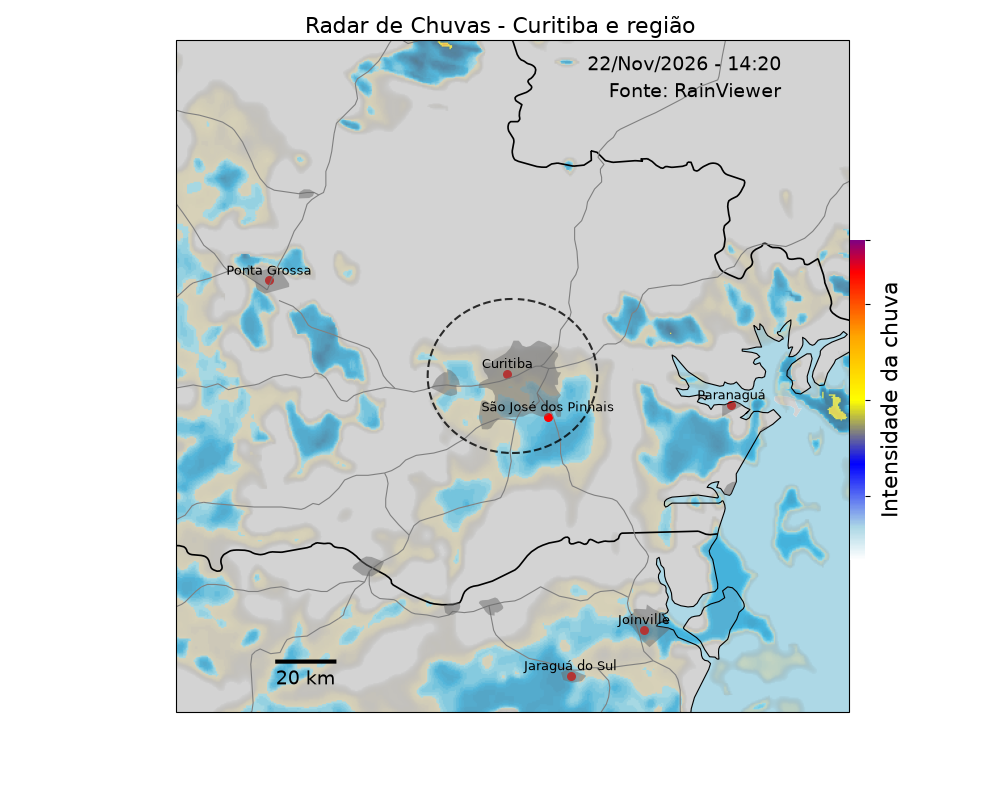 Radar de Chuvas - Curitiba e região
22/Nov/2026 - 14:20
Fonte: RainViewer
Ponta Grossa
Curitiba
São José dos Pinhais
Paranaguá
Intensidade da chuva
Joinville
Jaraguá do Sul
20 km